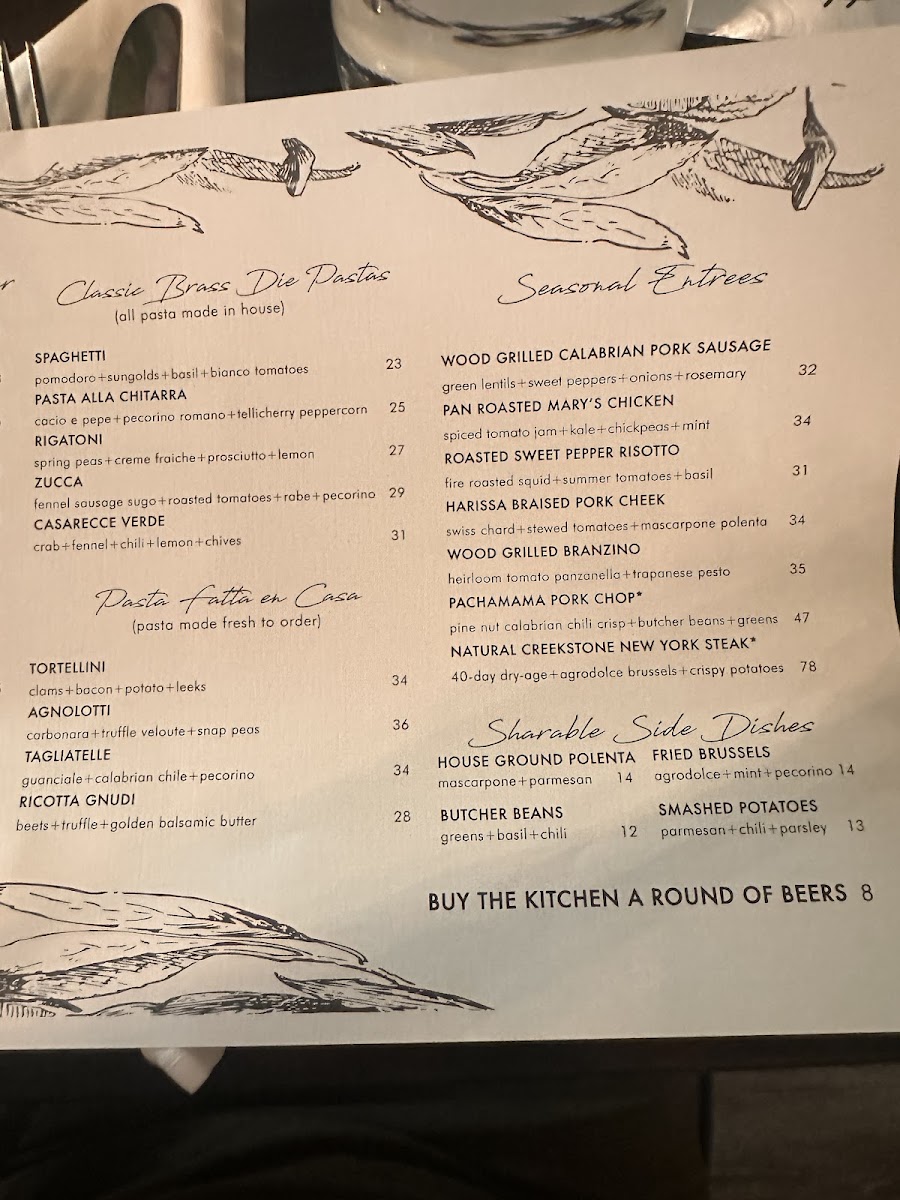 Classic Brass Die Pastas
(all pasta made in house)
SPAGHETTI
pomodoro+sungolds+basil+bianco tomatoes 23
PASTA ALLA CHITARRA
cacio e pepe+pecorino romano+tellicherry peppercorn 25
RIGATONI
spring peas+creme fraiche+prosciutto+lemon 27
ZUCCA
fennel sausage sugo+roasted tomatoes+rabe+pecorino 29
CASARECCE VERDE
crab+fennel+chili+lemon+chives 31
Pasta Fatta en Casa
(pasta made fresh to order)
TORTELLINI
clams+bacon+potato+leeks 34
AGNOLOTTI
carbonara+truffle veloute+snap peas 36
TAGLIATELLE
guanciale+calabrian chile+pecorino 34
RICOTTA GNUDI
beets+truffle+golden balsamic butter 28
Seasonal Entrees
WOOD GRILLED CALABRIAN PORK SAUSAGE
green lentils+sweet peppers+onions+rosemary 32
PAN ROASTED MARY'S CHICKEN
spiced tomato jam+kale+chickpeas+mint 34
ROASTED SWEET PEPPER RISOTTO
fire roasted squid+summer tomatoes+basil 31
HARISSA BRAISED PORK CHEEK
swiss chard+stewed tomatoes+mascarpone polenta 34
WOOD GRILLED BRANZINO
heirloom tomato panzanella+trapanese pesto 35
PACHAMAMA PORK CHOP*
pine nut calabrian chili crisp+butcher beans+greens 47
NATURAL CREEKSTONE NEW YORK STEAK*
40-day dry-age+agrodolce brussels+crispy potatoes 78
Sharable Side Dishes
HOUSE GROUND POLENTA
mascarpone+parmesan 14
FRIED BRUSSELS
agrodolce+mint+pecorino 14
BUTCHER BEANS
greens+basil+chili 12
SMASHED POTATOES
parmesan+chili+parsley 13
BUY THE KITCHEN A ROUND OF BEERS 8